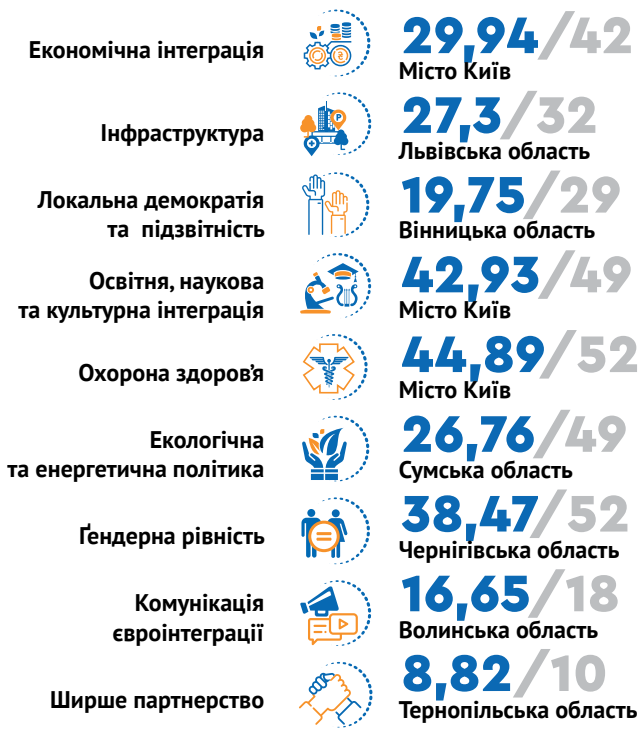 Економічна інтеграція
29,94/42
Місто Київ
Інфраструктура
P
27,3/32
Львівська область
Локальна демократія
та підзвітність
19,75/29
Вінницька область
Освітня, наукова
та культурна інтеграція
42,93/49
Місто Київ
Охорона здоров'я
44,89/52
Місто Київ
Екологічна
та енергетична політика
26,76/49
Сумська область
Ґендерна рівність
38,47/52
Чернігівська область
Комунікація
євроінтеграції
16,65/18
Волинська область
Ширше партнерство
8,82/10
Тернопільська область